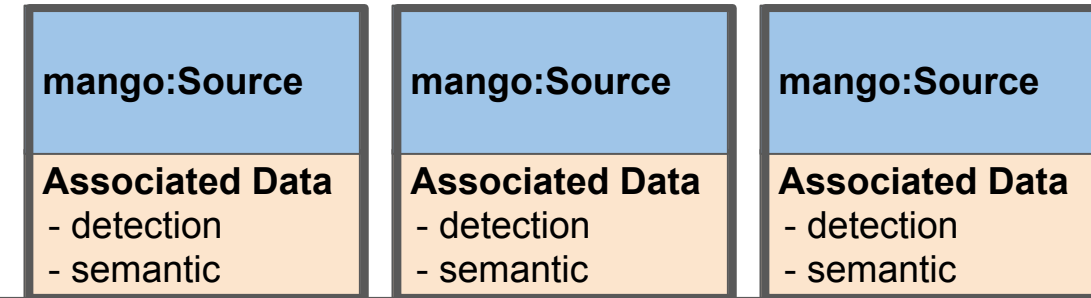 mango:Source
Associated Data
- detection
- semantic
mango:Source
Associated Data
- detection
- semantic
mango:Source
Associated Data
- detection
- semantic